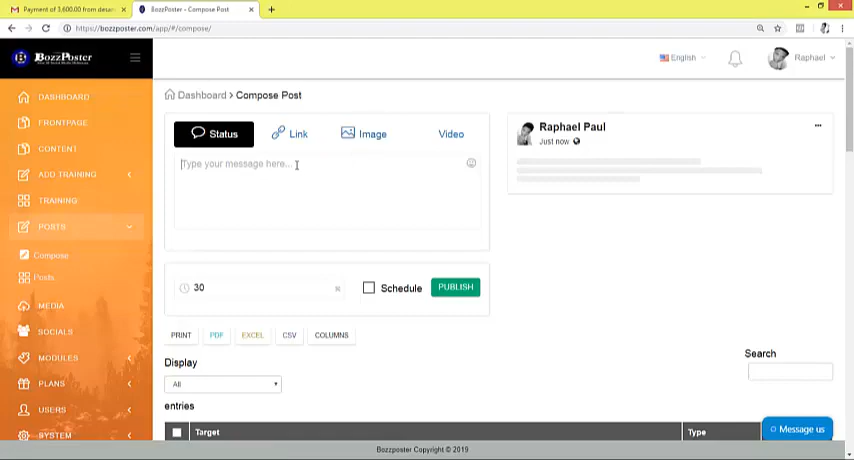 Payment of 3,600.00 from desam
BozzPoster - Compose Post
https://bozzposter.com/app/#/compose/
BozzPoster
English
Raphael
DASHBOARD
FRONTPAGE
CONTENT
ADD TRAINING
TRAINING
POSTS
Compose
Posts
MEDIA
SOCIALS
MODULES
PLANS
USERS
SYSTEM
Dashboard > Compose Post
Status
Link
Image
Video
Type your message here...
Raphael Paul
Just now
30
Schedule
PUBLISH
PRINT
PDF
EXCEL
CSV
COLUMNS
Display
All
entries
Search
Target
Type
Message us
Bozzposter Copyright © 2019